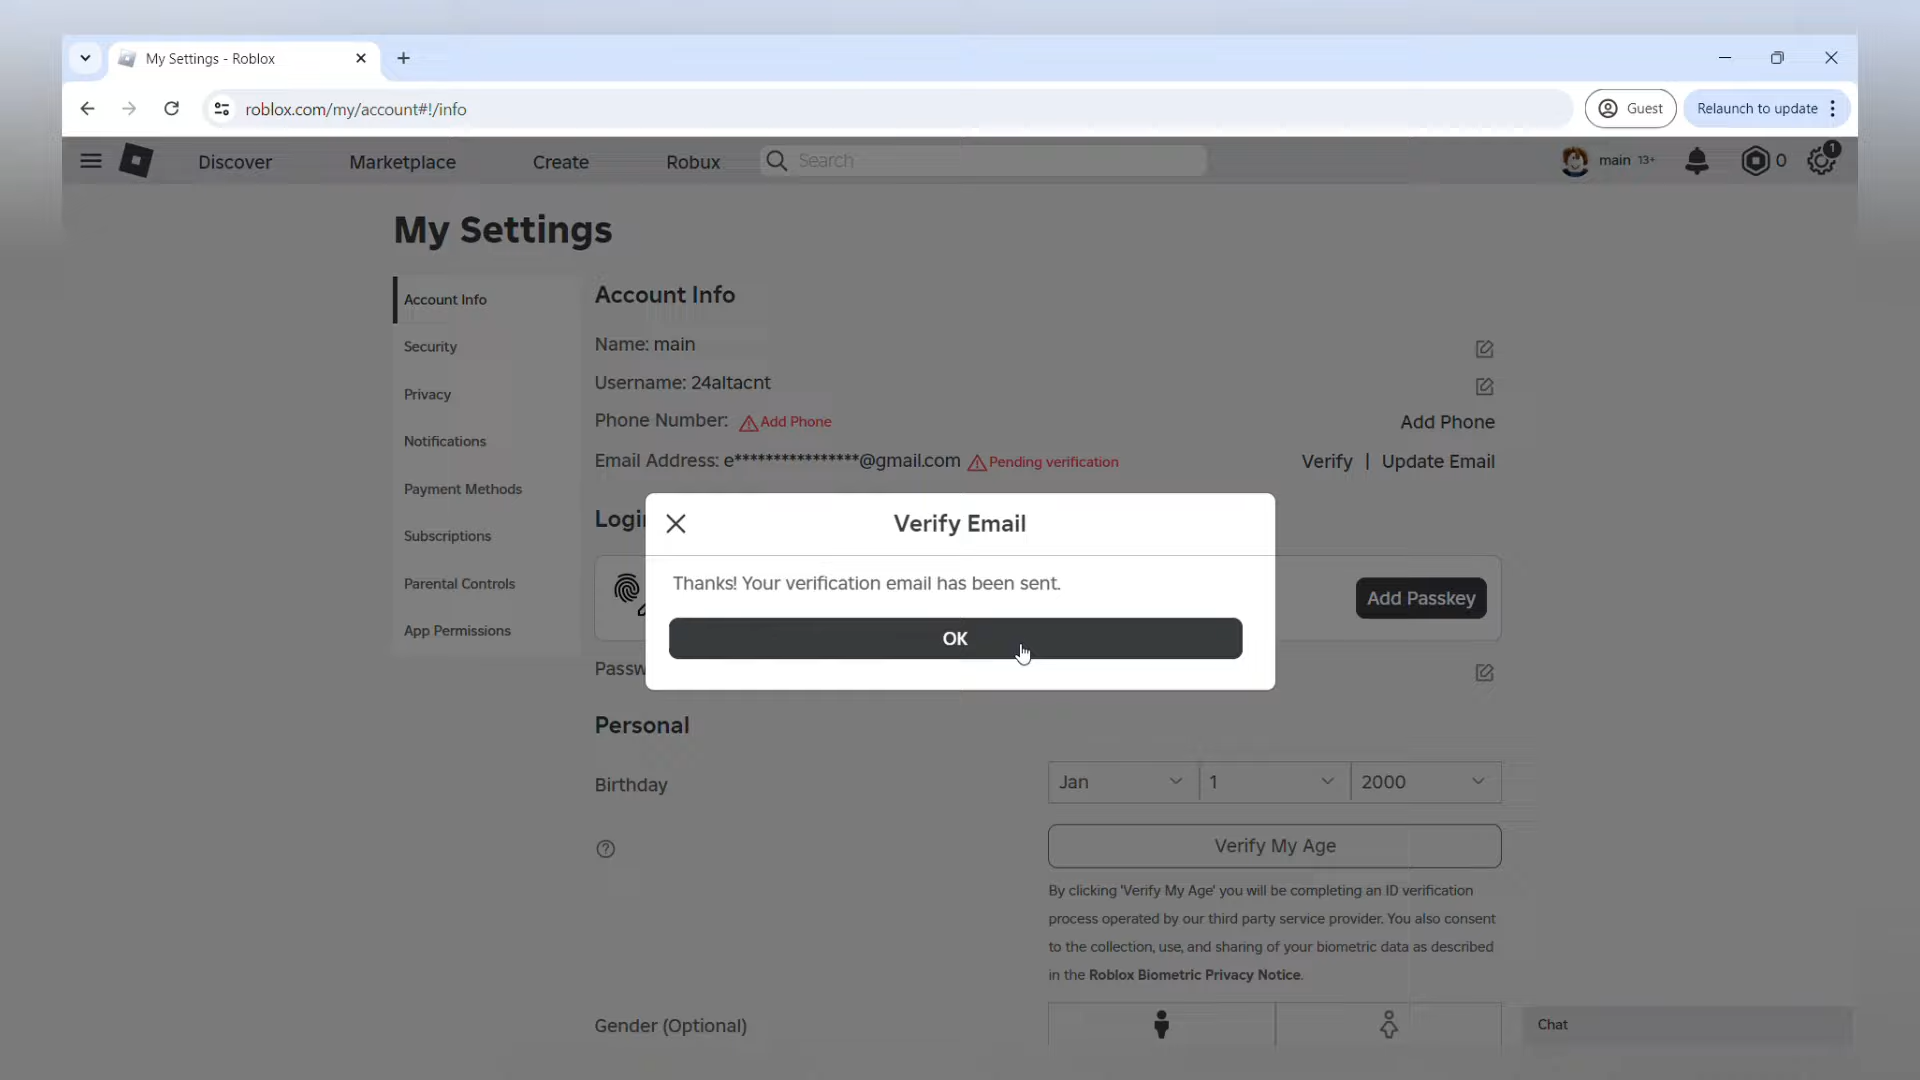 My Settings - Roblox
roblox.com/my/account#!/info
Guest
Relaunch to update
Discover
Marketplace
Create
Robux
Search
main 13+
0
1
My Settings
Account Info
Security
Privacy
Notifications
Payment Methods
Subscriptions
Parental Controls
App Permissions
Account Info
Name: main
Username: 24altacnt
Phone Number: Add Phone
Add Phone
Email Address: e****************@gmail.com Pending verification
Verify | Update Email
Logi
Verify Email
Thanks! Your verification email has been sent.
OK
Add Passkey
Passw
Personal
Birthday
Jan
1
2000
Verify My Age
By clicking 'Verify My Age' you will be completing an ID verification
process operated by our third party service provider. You also consent
to the collection, use, and sharing of your biometric data as described
in the Roblox Biometric Privacy Notice.
Gender (Optional)
Chat